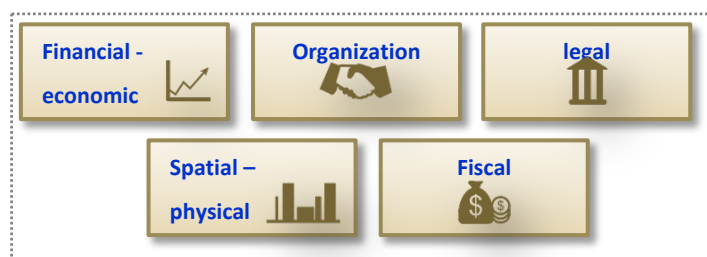 Financial -
economic
Organization
legal
Spatial –
physical
Fiscal